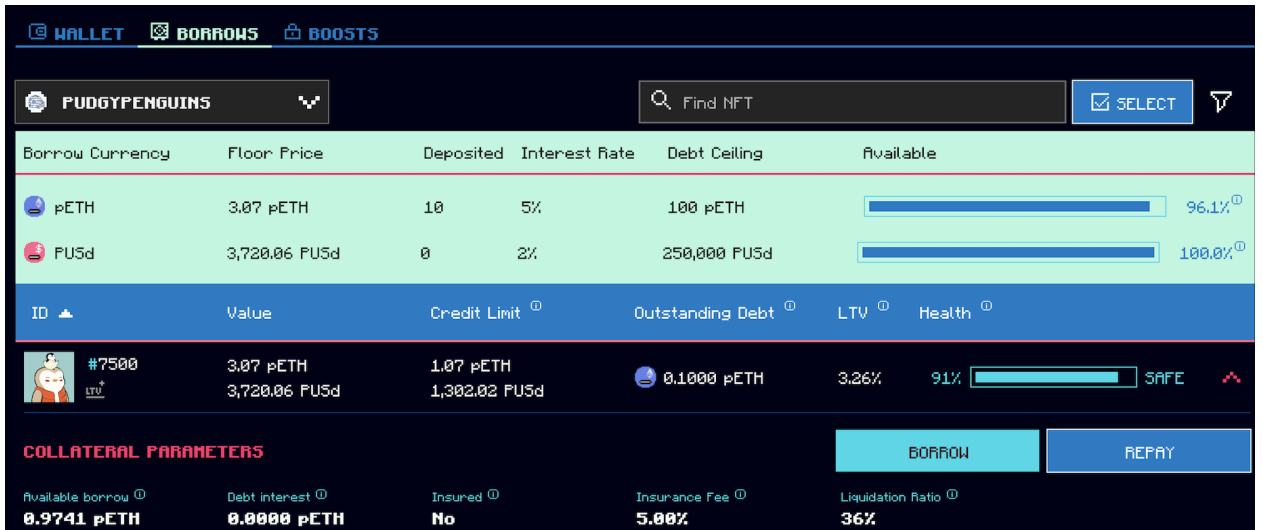 WALLET BORROWS BOOSTS
PUDGYPENGUINS Find NFT SELECT
Borrow Currency Floor Price Deposited Interest Rate Debt Ceiling Available
pETH 3.07 pETH 10 5% 100 pETH 96.1%
PUSd 3,720.06 PUSd 0 2% 250,000 PUSd 100.0%
ID Value Credit Limit Outstanding Debt LTV Health
#7500 3.07 pETH 1.07 pETH 0.1000 pETH 3.26% 91% SAFE
LTV+ 3,720.06 PUSd 1,302.02 PUSd
COLLATERAL PARAMETERS BORROW REPAY
Available borrow Debt interest Insured Insurance Fee Liquidation Ratio
0.9741 pETH 0.0000 pETH No 5.00% 36%